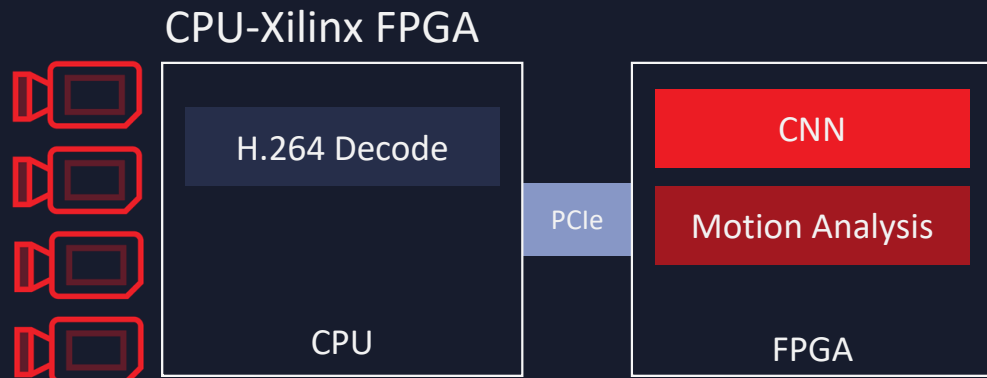 CPU-Xilinx FPGA
H.264 Decode
CPU
PCIe
CNN
Motion Analysis
FPGA